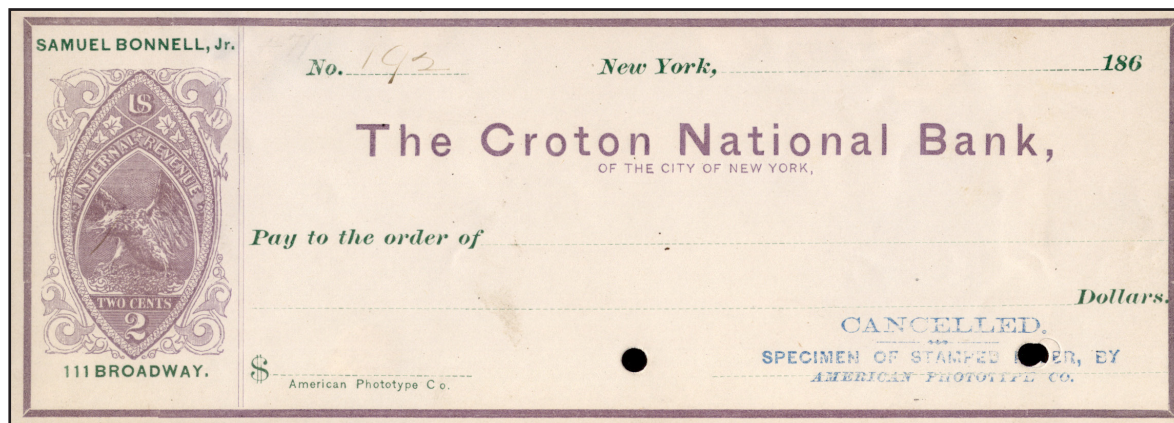 SAMUEL BONNELL, Jr.
No. 192 New York, 186
US
INTERNAL REVENUE
The Croton National Bank,
OF THE CITY OF NEW YORK,
Pay to the order of
TWO CENTS
2
Dollars.
CANCELLED.
SPECIMEN OF STAMPED BY
AMERICAN PHOTOTYPE CO.
111 BROADWAY.
$
American Phototype Co.